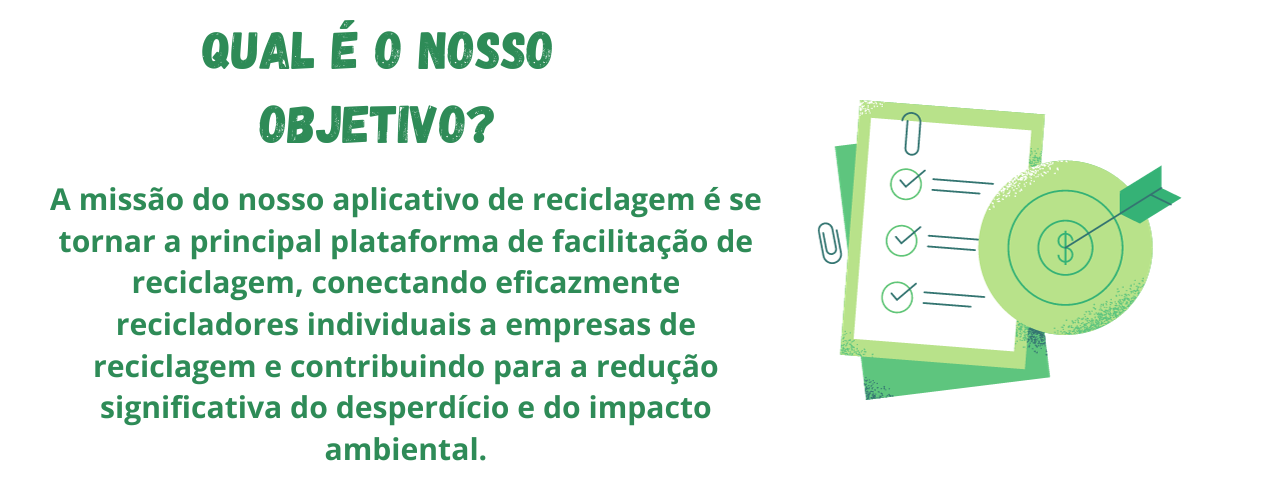 QUAL É O NOSSO
OBJETIVO?
A missão do nosso aplicativo de reciclagem é se
tornar a principal plataforma de facilitação de
reciclagem, conectando eficazmente
recicladores individuais a empresas de
reciclagem e contribuindo para a redução
significativa do desperdício e do impacto
ambiental.
$